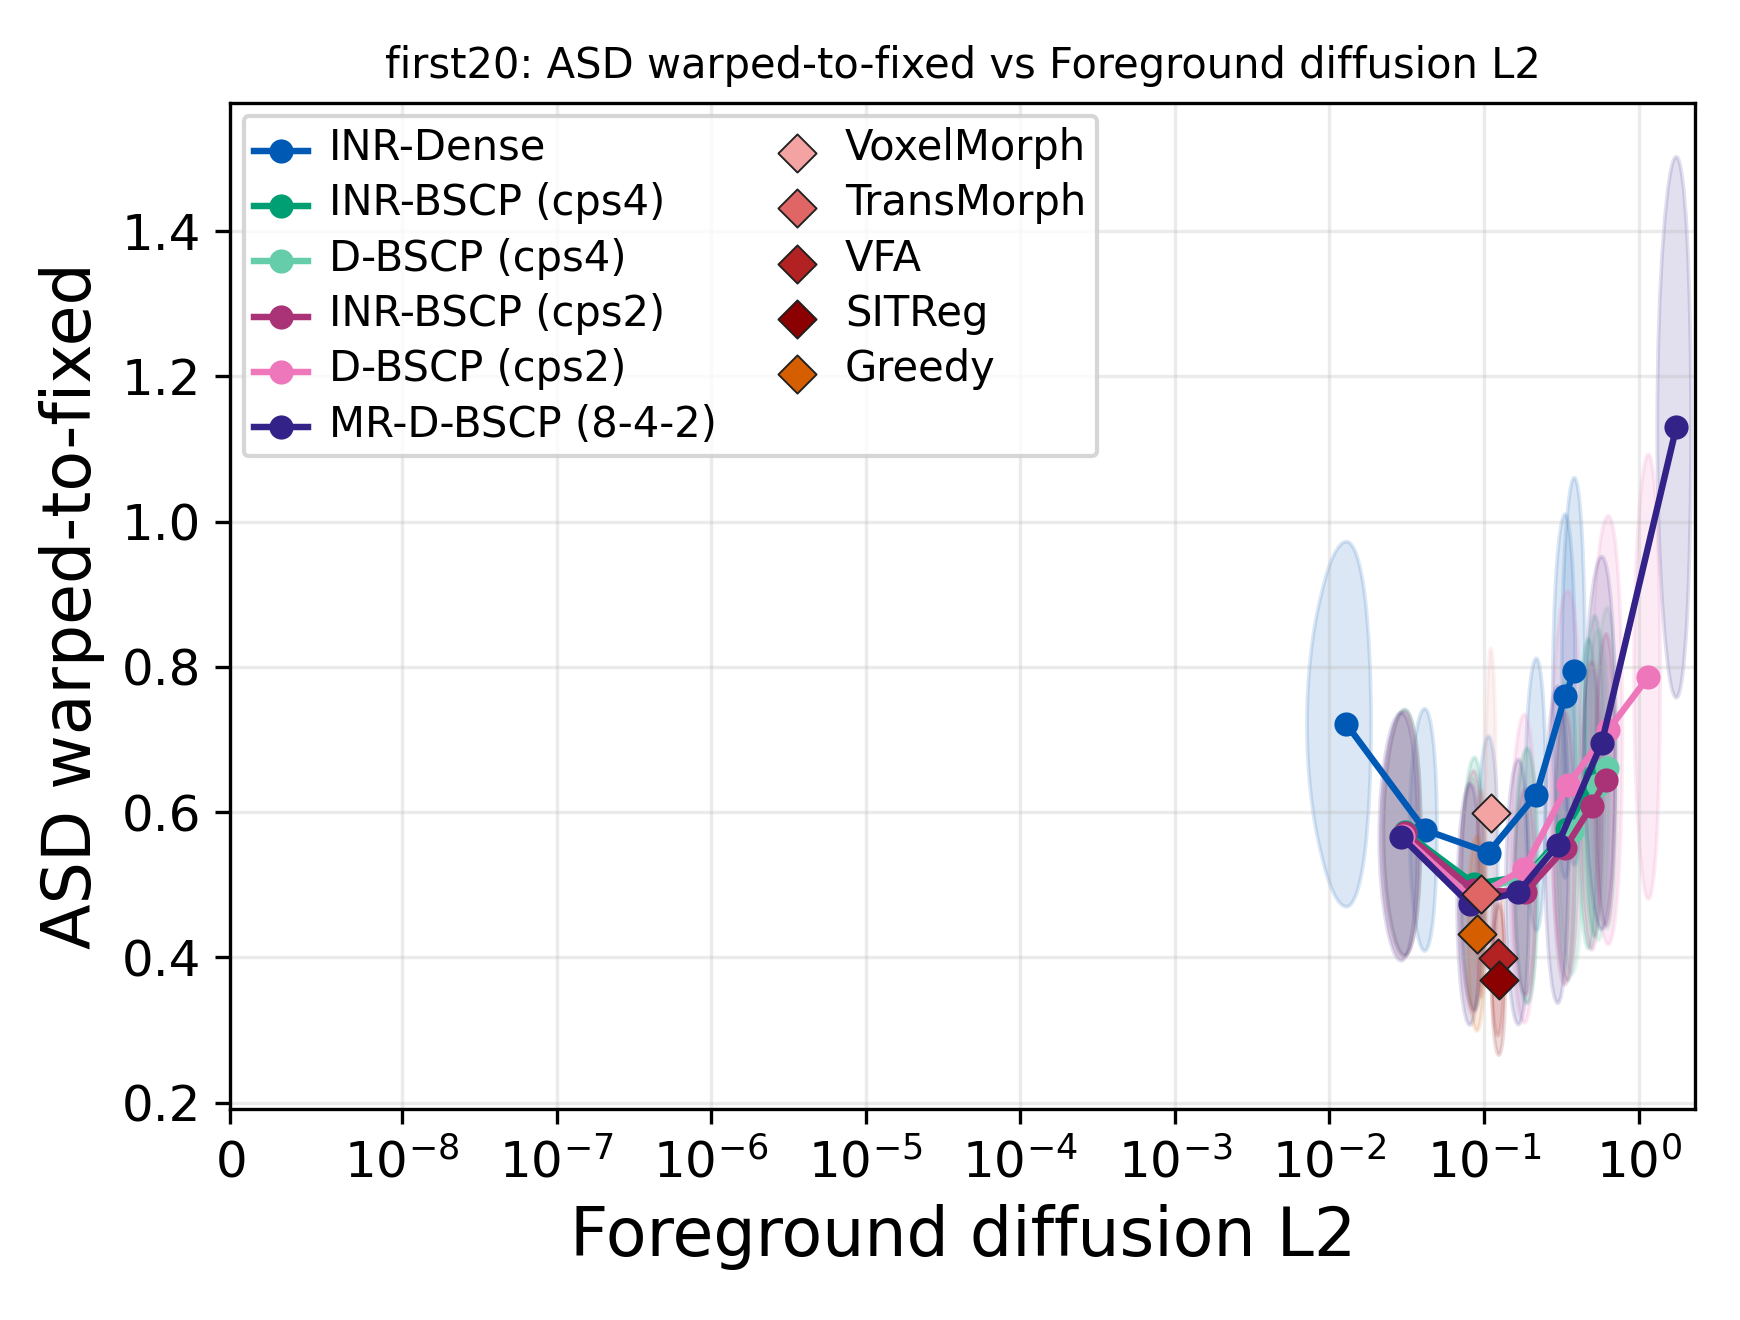 first20: ASD warped-to-fixed vs Foreground diffusion L2
ASD warped-to-fixed
1.4
1.2
1.0
0.8
0.6
0.4
0.2
INR-Dense
INR-BSCP (cps4)
D-BSCP (cps4)
INR-BSCP (cps2)
D-BSCP (cps2)
MR-D-BSCP (8-4-2)
VoxelMorph
TransMorph
VFA
SITReg
Greedy
0 10⁻⁸ 10⁻⁷ 10⁻⁶ 10⁻⁵ 10⁻⁴ 10⁻³ 10⁻² 10⁻¹ 10⁰
Foreground diffusion L2